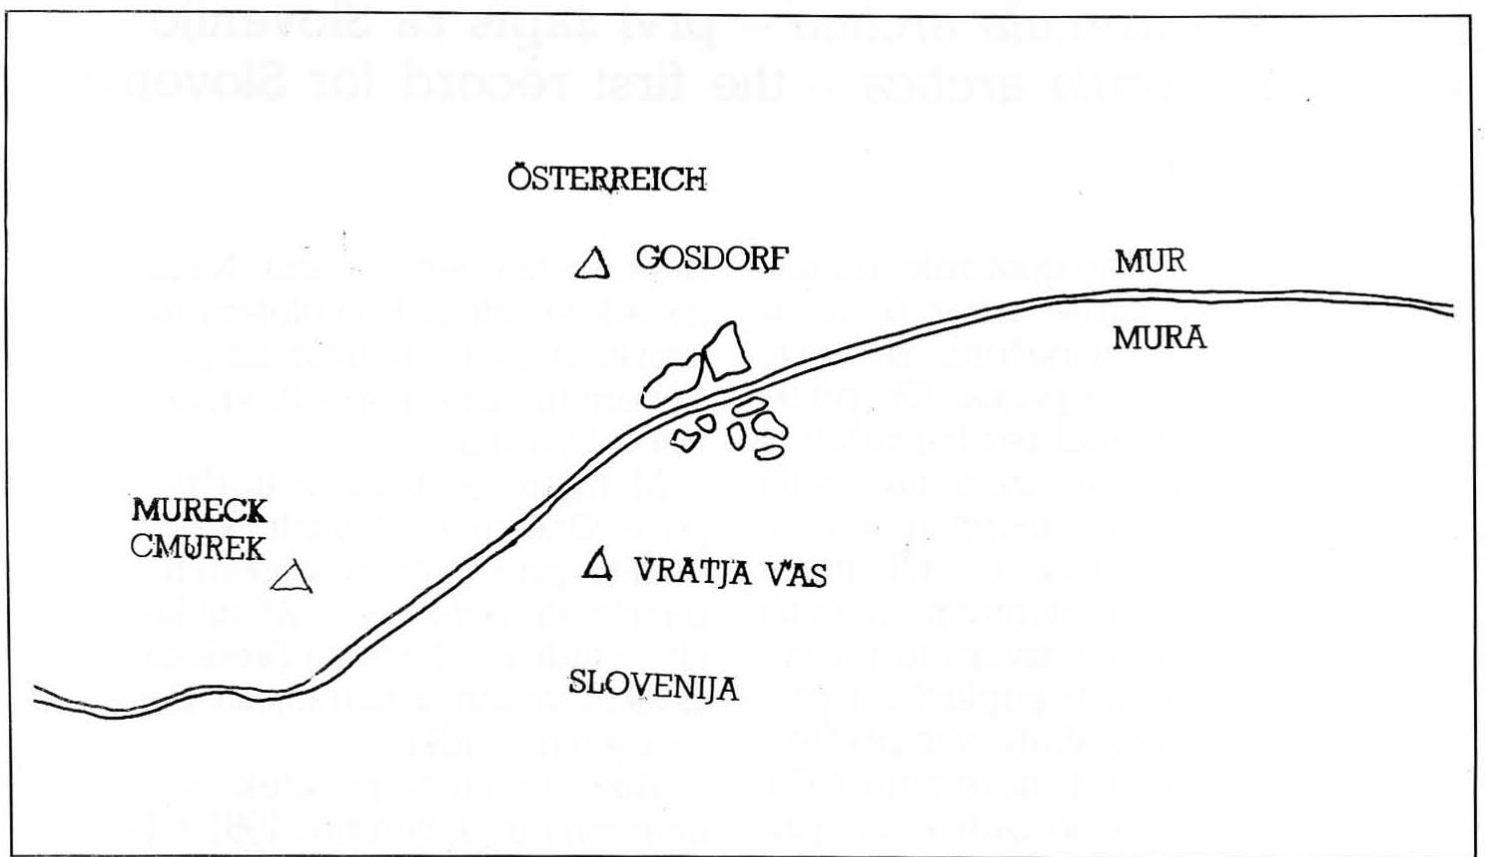 ÖSTERREICH
GOSDORF
MUR
MURA
MURECK
CMUREK
VRATJA VAS
SLOVENIJA